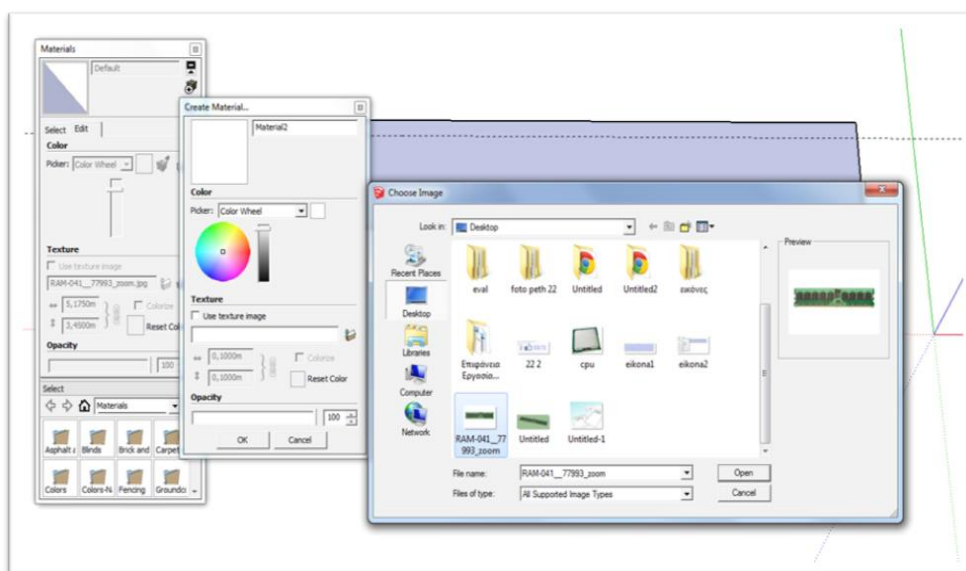 Materials
Default
Select Edit
Color
Picker: Color Wheel
Texture
Use texture image
RAM-041__77993_zoom.jpg
5,1750m
Colorize
3,4500m
Reset Col
Opacity
100
Select
Materials
Asphalt Blinds Brick and Carpet
Colors Colors-N Fencing Groundc
Create Material...
Material2
Color
Picker: Color Wheel
Texture
Use texture image
0,1000m
Colorize
0,1000m
Reset Color
Opacity
100
OK Cancel
Choose Image
Look in: Desktop
Recent Places
Desktop
Libraries
Computer
Network
eval foto peth 22 Untitled Untitled2 εικόνες
Επιφάνεια Εργασία... 22 2 cpu eikona1 eikona2
RAM-041__77993_zoom Untitled Untitled-1
Preview
File name: RAM-041__77993_zoom Open
Files of type: All Supported Image Types Cancel